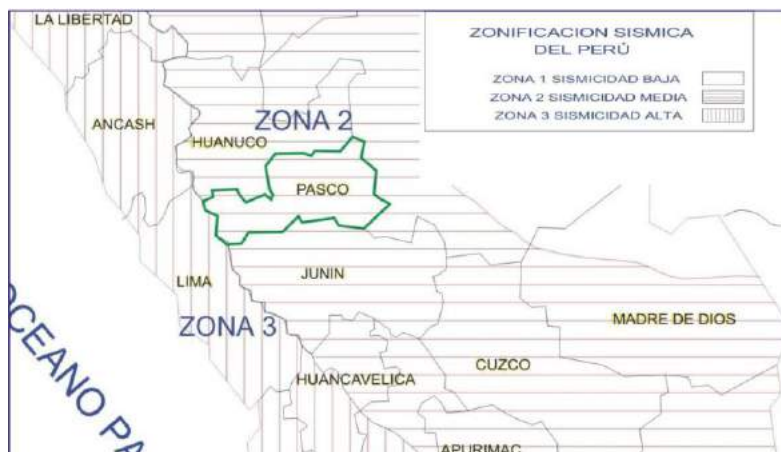 LA LIBERTAD
ZONIFICACION SISMICA
DEL PERÚ
ZONA 1 SISMICIDAD BAJA
ZONA 2 SISMICIDAD MEDIA
ZONA 3 SISMICIDAD ALTA
ANCASH
ZONA 2
HUANUCO
PASCO
LIMA
JUNIN
ZONA 3
MADRE DE DIOS
OCEANO PA
CUZCO
HUANCAVELICA
APURIMAC